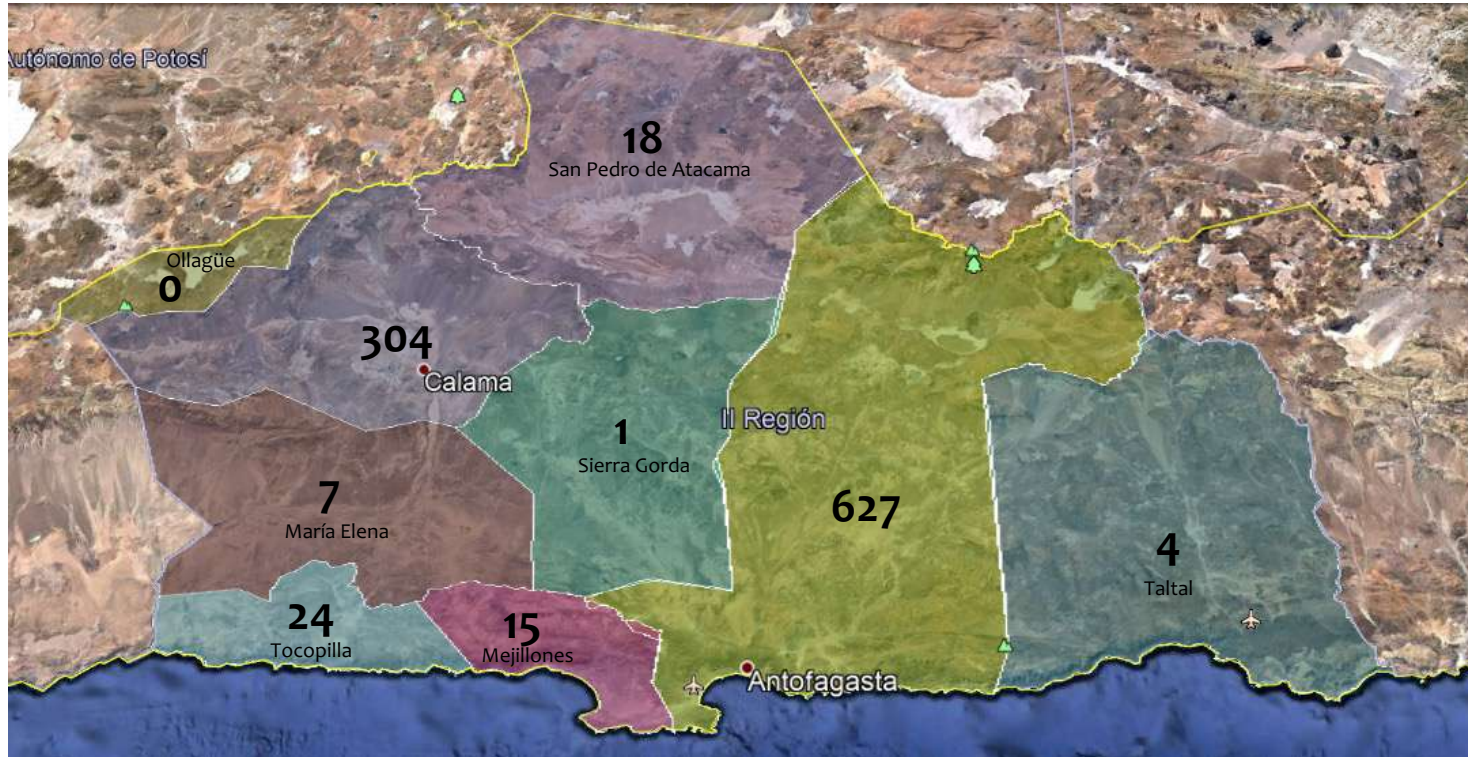 Autónomo de Potosí
18
San Pedro de Atacama
Ollagüe
0
304
Calama
II Región
1
Sierra Gorda
7
María Elena
627
4
Taltal
24
Tocopilla
15
Mejillones
Antofagasta